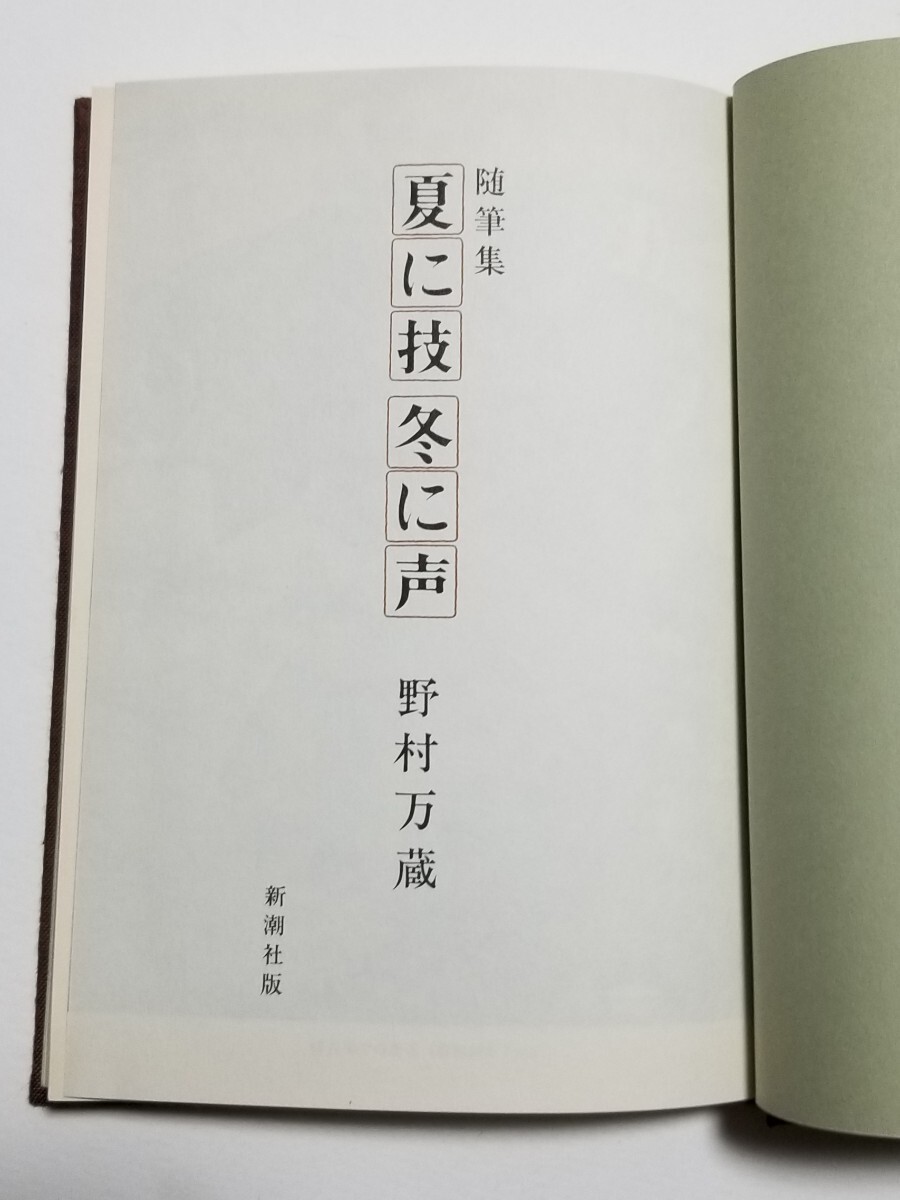 随筆集
夏に技 冬に声
野村万蔵
新潮社版